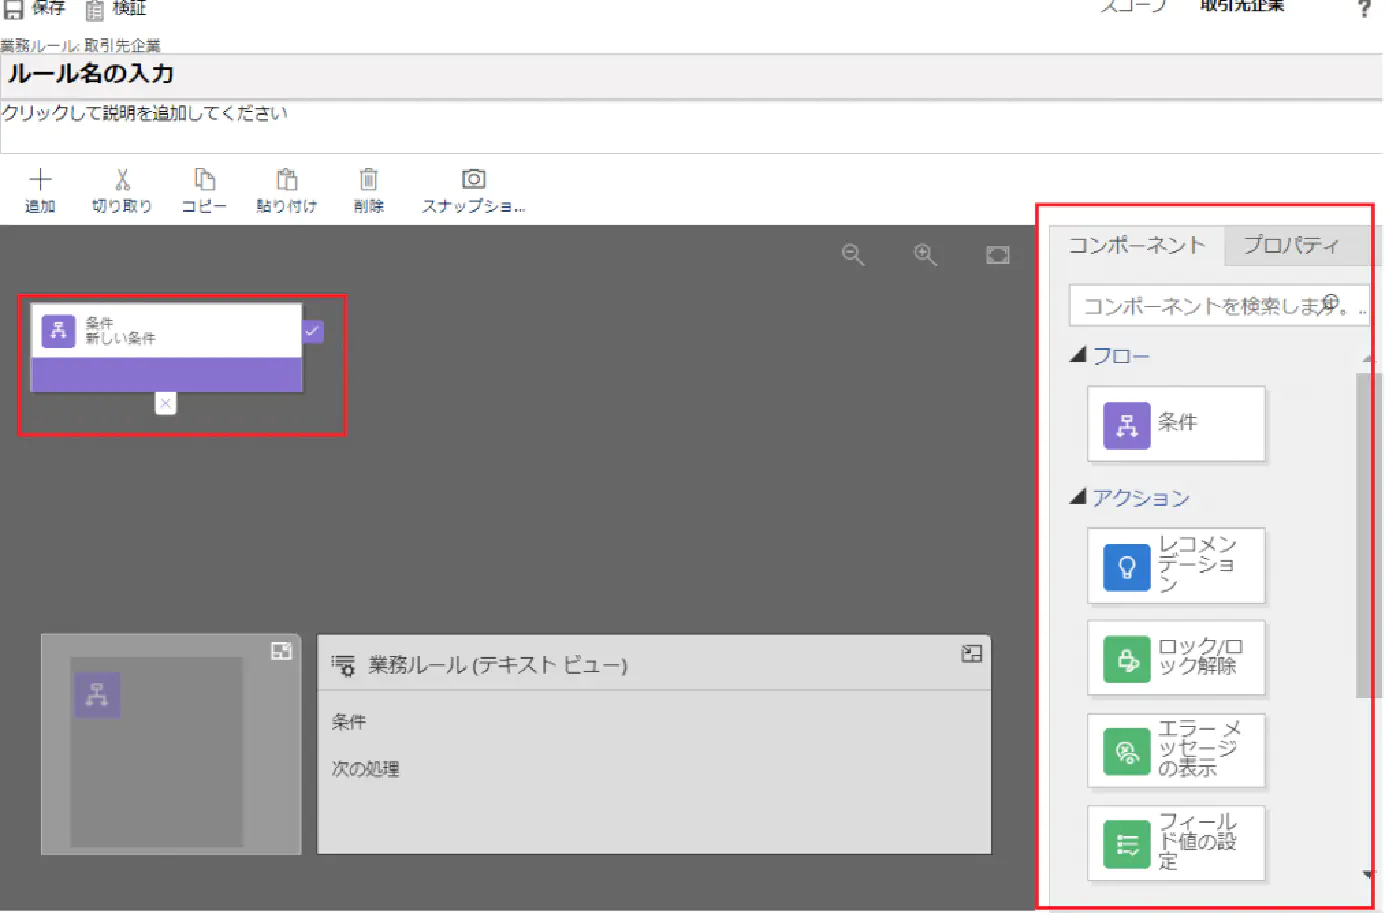 保存
検証
スコープ
取引先企業
?
業務ルール: 取引先企業
ルール名の入力
クリックして説明を追加してください
追加
切り取り
コピー
貼り付け
削除
スナップショ...
コンポーネント
プロパティ
コンポーネントを検索します。...
フロー
条件
アクション
レコメン
デーショ
ン
ロック/ロ
ック解除
エラー メ
ッセージ
の表示
フィール
ド値の設
定
条件
新しい条件
業務ルール (テキスト ビュー)
条件
次の処理